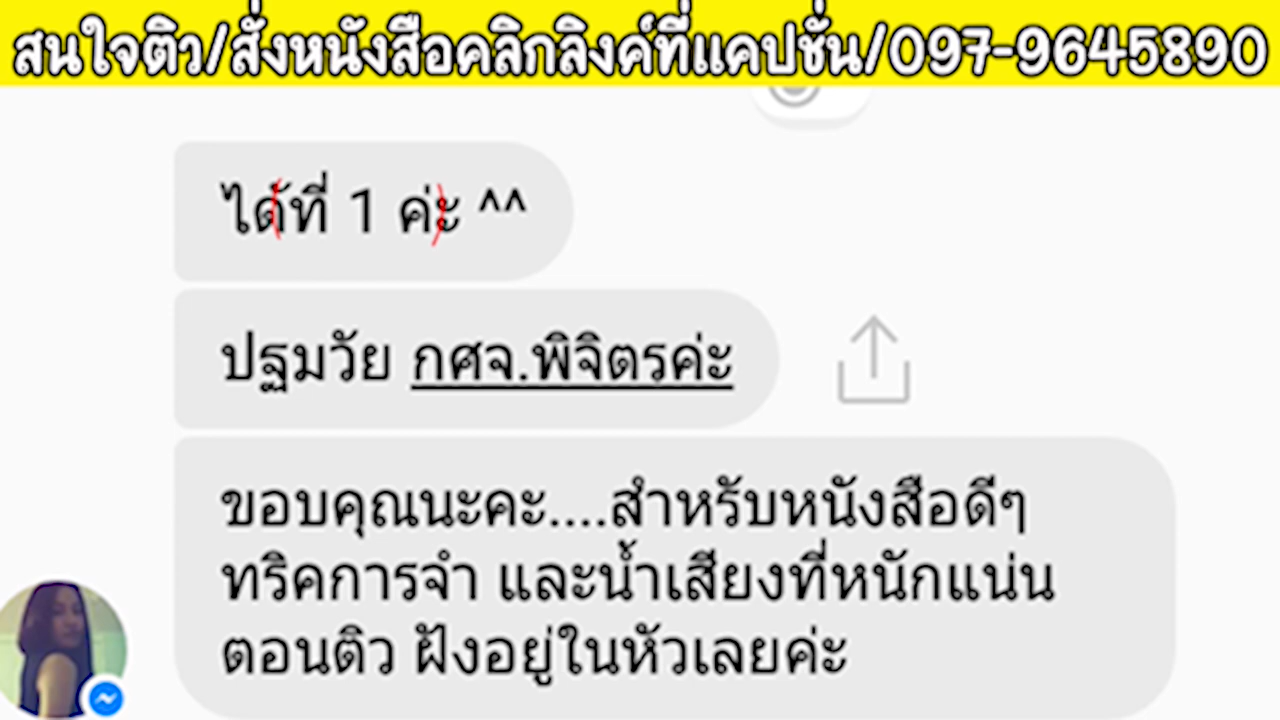 สนใจติว/สั่งหนังสือคลิกลิงค์ที่แคปชั่น/097-9645890
ได้ที่ 1 ค่ะ ^^
ปฐมวัย กศจ.พิจิตรค่ะ
ขอบคุณนะคะ....สำหรับหนังสือดีๆ
ทริคการจำ และน้ำเสียงที่หนักแน่น
ตอนติว ฝังอยู่ในหัวเลยค่ะ